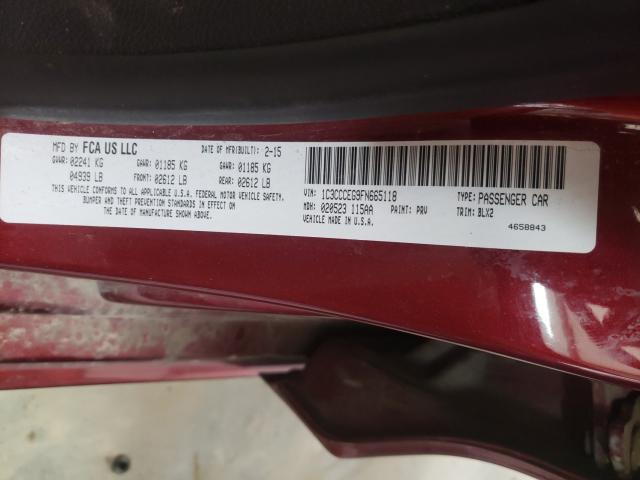 MFD BY FCA US LLC DATE OF MFR(BUILT): 2-15
GVWR: 02241 KG GAWR: 01185 KG GAWR: 01185 KG
04939 LB FRONT: 02612 LB REAR: 02612 LB
THIS VEHICLE CONFORMS TO ALL APPLICABLE U.S.A. FEDERAL MOTOR VEHICLE SAFETY,
BUMPER AND THEFT PREVENTION STANDARDS IN EFFECT ON
THE DATE OF MANUFACTURE SHOWN ABOVE.
VIN: 1C3CCCEG9FN665118 TYPE: PASSENGER CAR
MDH: 020523 115AA PAINT: PRV TRIM: BLX2
VEHICLE MADE IN U.S.A. 4658843